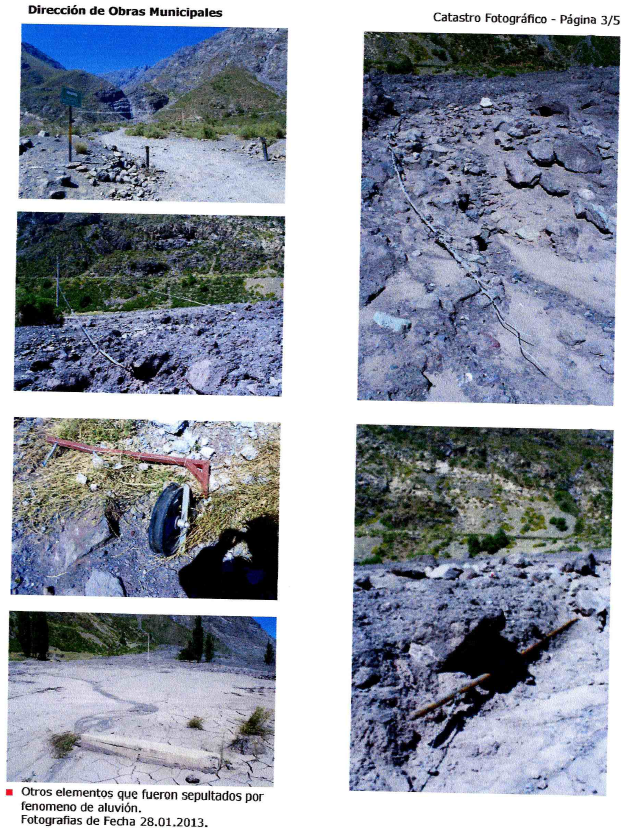 Dirección de Obras Municipales
Catastro Fotográfico - Página 3/5
Otros elementos que fueron sepultados por
fenomeno de aluvión.
Fotografias de Fecha 28.01.2013.